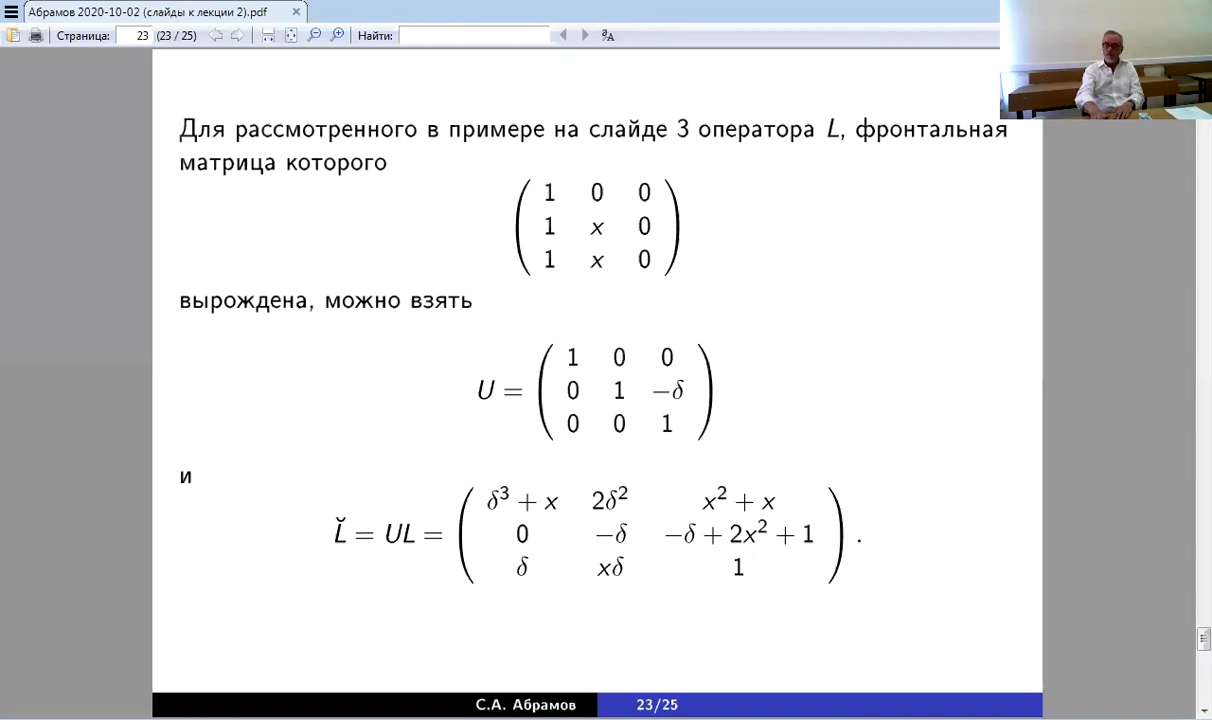 Абрамов 2020-10-02 (слайды к лекции 2).pdf ×
Страница: 23 (23 / 25) Найти:
Для рассмотренного в примере на слайде 3 оператора L, фронтальная
матрица которого
1 0 0
1 x 0
1 x 0
вырождена, можно взять
U = ( 1 0 0
0 1 −δ
0 0 1 )
и
δ³ + x 2δ² x² + x
L̆ = UL = ( 0 −δ −δ + 2x² + 1 ) .
δ xδ 1
С.А. Абрамов 23/25